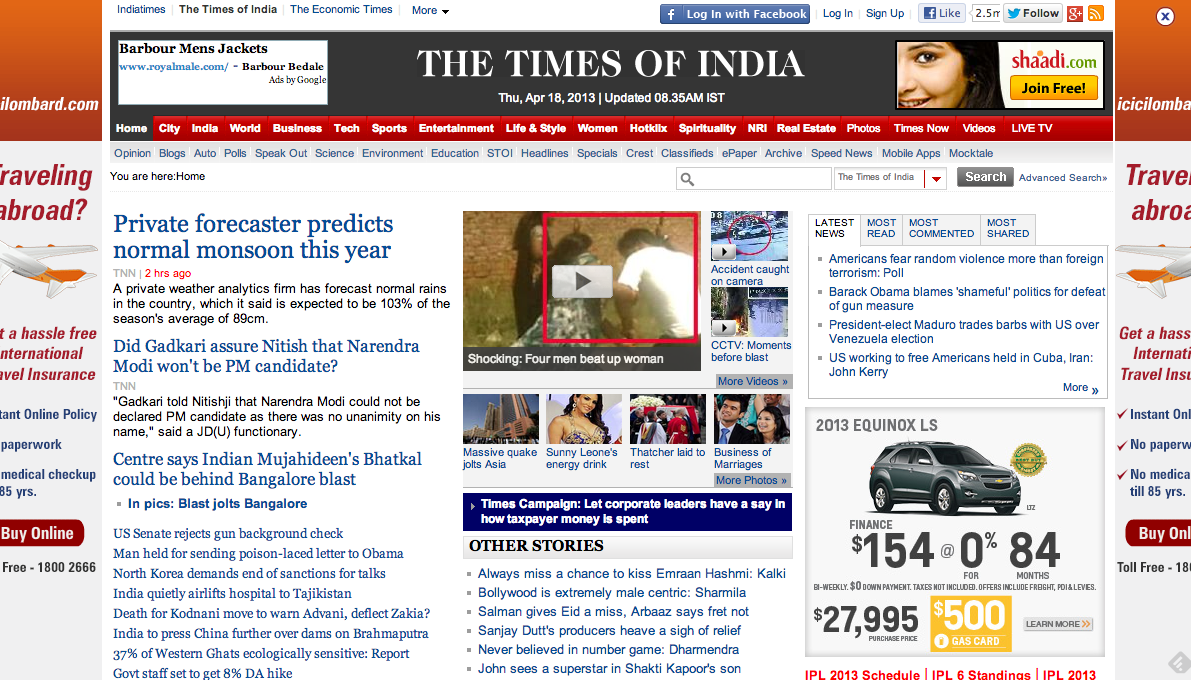 Indiatimes | The Times of India | The Economic Times | More
Log In with Facebook | Log In | Sign Up | Like 2.5m Follow
Barbour Mens Jackets
www.royalmale.com/ - Barbour Bedale
Ads by Google
THE TIMES OF INDIA
Thu, Apr 18, 2013 | Updated 08.35AM IST
shaadi.com
Join Free!
Home City India World Business Tech Sports Entertainment Life & Style Women Hotklix Spirituality NRI Real Estate Photos Times Now Videos LIVE TV
Opinion Blogs Auto Polls Speak Out Science Environment Education STOI Headlines Specials Crest Classifieds ePaper Archive Speed News Mobile Apps Mocktale
You are here:Home
The Times of India
Search Advanced Search»
cilombard.com
raveling
abroad?
t a hassle free
nternational
avel Insurance
tant Online Policy
paperwork
medical checkup
85 yrs.
Buy Online
Free - 1800 2666
Private forecaster predicts
normal monsoon this year
TNN | 2 hrs ago
A private weather analytics firm has forecast normal rains
in the country, which it said is expected to be 103% of the
season's average of 89cm.
Did Gadkari assure Nitish that Narendra
Modi won't be PM candidate?
TNN
"Gadkari told Nitishji that Narendra Modi could not be
declared PM candidate as there was no unanimity on his
name," said a JD(U) functionary.
Centre says Indian Mujahideen's Bhatkal
could be behind Bangalore blast
In pics: Blast jolts Bangalore
US Senate rejects gun background check
Man held for sending poison-laced letter to Obama
North Korea demands end of sanctions for talks
India quietly airlifts hospital to Tajikistan
Death for Kodnani move to warn Advani, deflect Zakia?
India to press China further over dams on Brahmaputra
37% of Western Ghats ecologically sensitive: Report
Govt staff set to get 8% DA hike
Shocking: Four men beat up woman
Accident caught
on camera
TIMES
CCTV: Moments
before blast
More Videos »
Massive quake
jolts Asia
Sunny Leone's
energy drink
Thatcher laid to
rest
Business of
Marriages
More Photos »
Times Campaign: Let corporate leaders have a say in
how taxpayer money is spent
OTHER STORIES
Always miss a chance to kiss Emraan Hashmi: Kalki
Bollywood is extremely male centric: Sharmila
Salman gives Eid a miss, Arbaaz says fret not
Sanjay Dutt's producers heave a sigh of relief
Never believed in number game: Dharmendra
John sees a superstar in Shakti Kapoor's son
LATEST NEWS
MOST READ
MOST COMMENTED
MOST SHARED
Americans fear random violence more than foreign
terrorism: Poll
Barack Obama blames 'shameful' politics for defeat
of gun measure
President-elect Maduro trades barbs with US over
Venezuela election
US working to free Americans held in Cuba, Iran:
John Kerry
More »
2013 EQUINOX LS
LTZ
FINANCE
$154 @ 0% FOR 84 MONTHS
BI-WEEKLY. $0 DOWN PAYMENT. TAXES NOT INCLUDED. OFFERS INCLUDE FREIGHT, PDI & LEVIES.
$27,995
PURCHASE PRICE
$500
GAS CARD
LEARN MORE »
IPL 2013 Schedule | IPL 6 Standings | IPL 2013
icicilomba
Trave
abroa
Get a hass
Internati
Travel Ins
Instant Onl
No paperw
No medica
till 85 yrs.
Buy Onl
Toll Free - 18